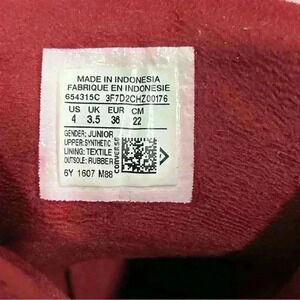 MADE IN INDONESIA
FABRIQUE EN INDONESIE
654315C 3F7D2CHZ00176
US UK EUR CM
4 3.5 36 22
GENDER: JUNIOR
UPPER: SYNTHETIC
LINING: TEXTILE
OUTSOLE: RUBBER
6Y 1607 M88
CONVERSE